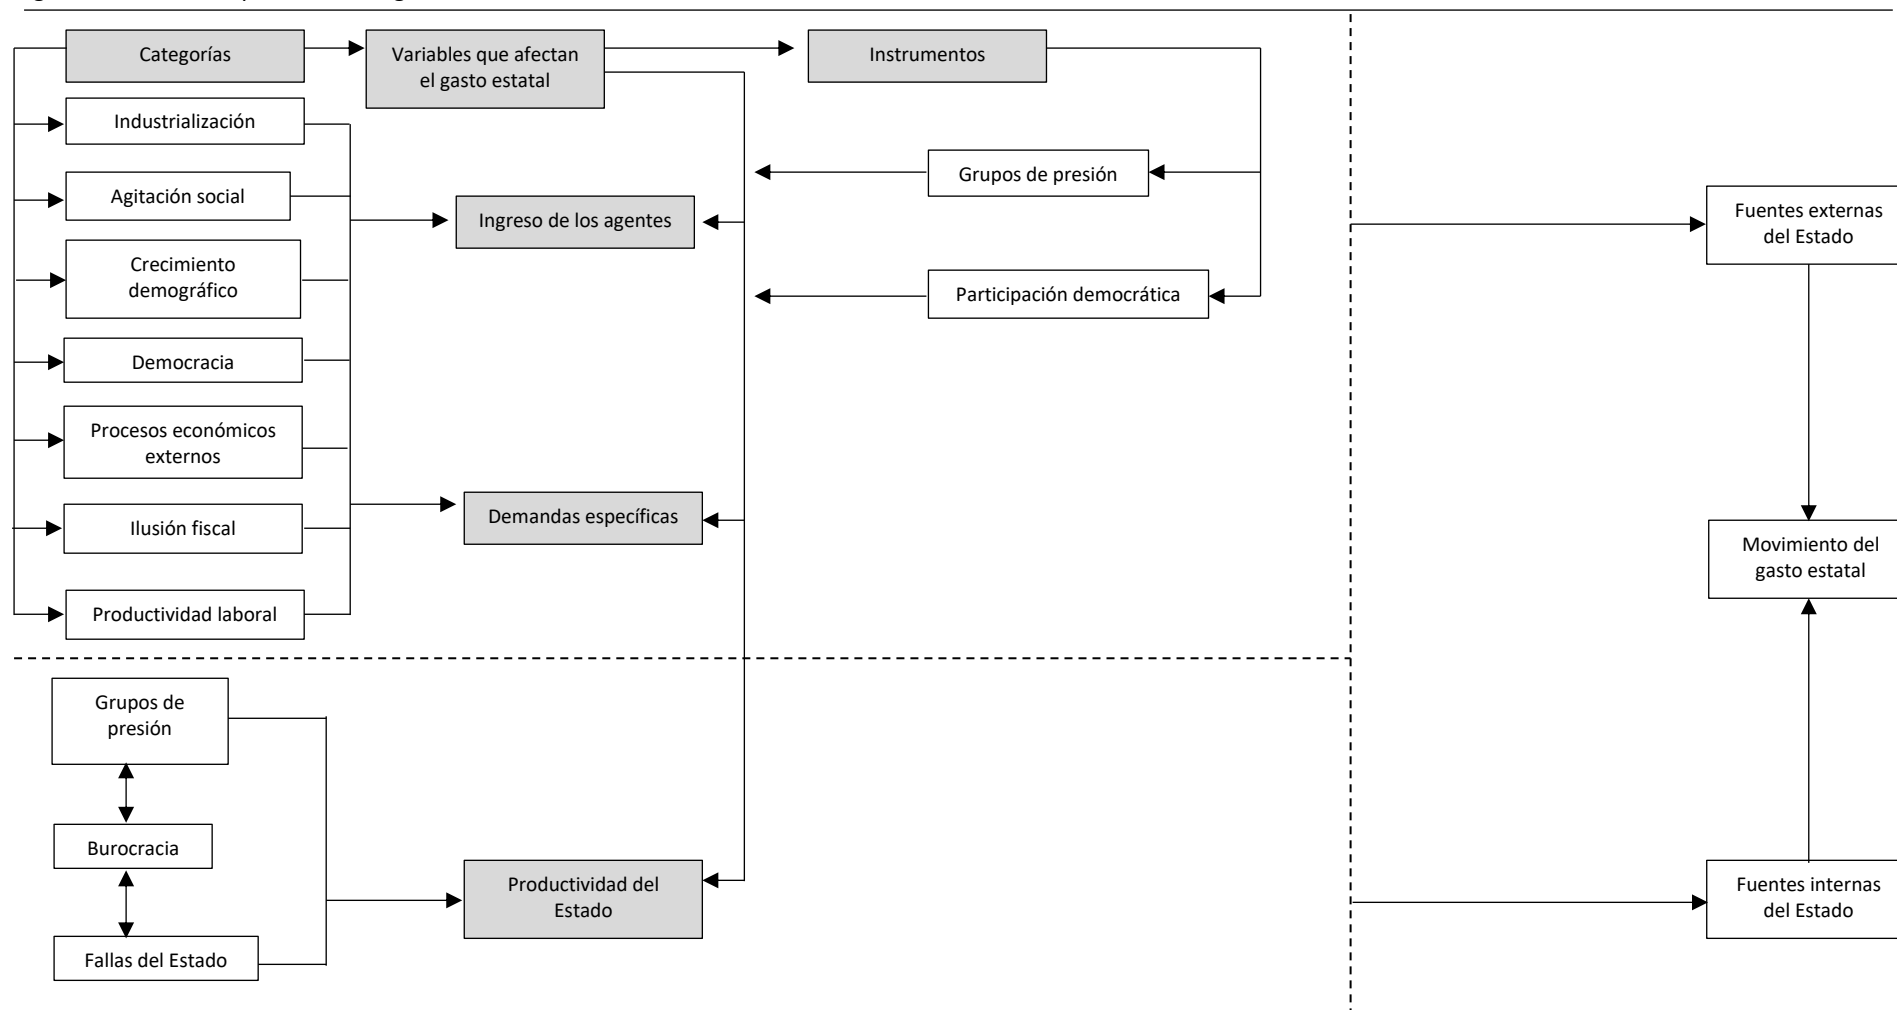 Categorías
Variables que afectan
el gasto estatal
Instrumentos
Industrialización
Agitación social
Crecimiento
demográfico
Democracia
Procesos económicos
externos
Ilusión fiscal
Productividad laboral
Ingreso de los agentes
Demandas específicas
Grupos de presión
Participación democrática
Fuentes externas
del Estado
Movimiento del
gasto estatal
Grupos de
presión
Burocracia
Fallas del Estado
Productividad del
Estado
Fuentes internas
del Estado